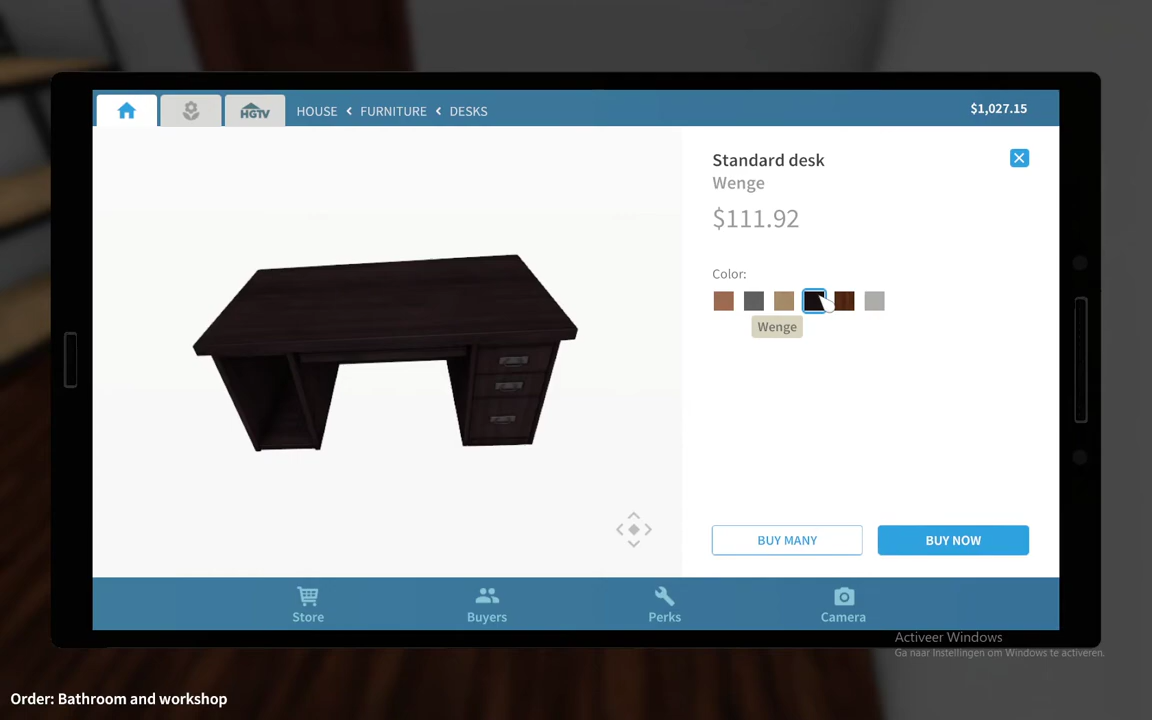 HGTV
HOUSE < FURNITURE < DESKS
$1,027.15
Standard desk
Wenge
$111.92
Color:
Wenge
BUY MANY
BUY NOW
Store
Buyers
Perks
Camera
Activeer Windows
Ga naar Instellingen om Windows te activeren.
Order: Bathroom and workshop